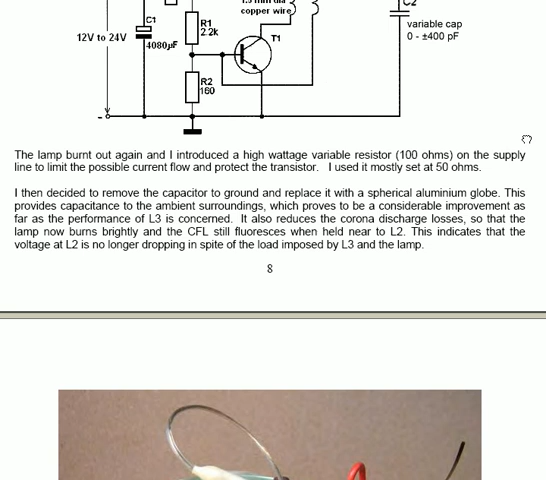 C2
1.5 mm dia
copper wire
C1
R1
2.2k
T1
variable cap
0 - ±400 pF
12V to 24V
4080µF
R2
160
The lamp burnt out again and I introduced a high wattage variable resistor (100 ohms) on the supply
line to limit the possible current flow and protect the transistor. I used it mostly set at 50 ohms.
I then decided to remove the capacitor to ground and replace it with a spherical aluminium globe. This
provides capacitance to the ambient surroundings, which proves to be a considerable improvement as
far as the performance of L3 is concerned. It also reduces the corona discharge losses, so that the
lamp now burns brightly and the CFL still fluoresces when held near to L2. This indicates that the
voltage at L2 is no longer dropping in spite of the load imposed by L3 and the lamp.
8